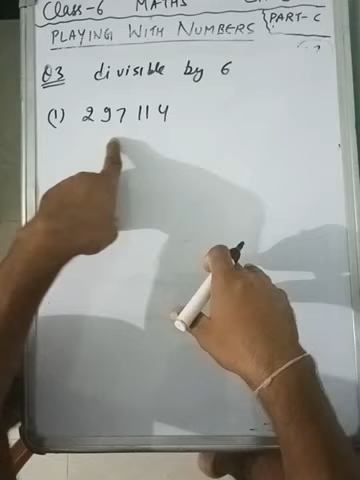 Class-6 MATHS
PART-C
PLAYING WITH NUMBERS
Q3 divisible by 6
(1) 297114